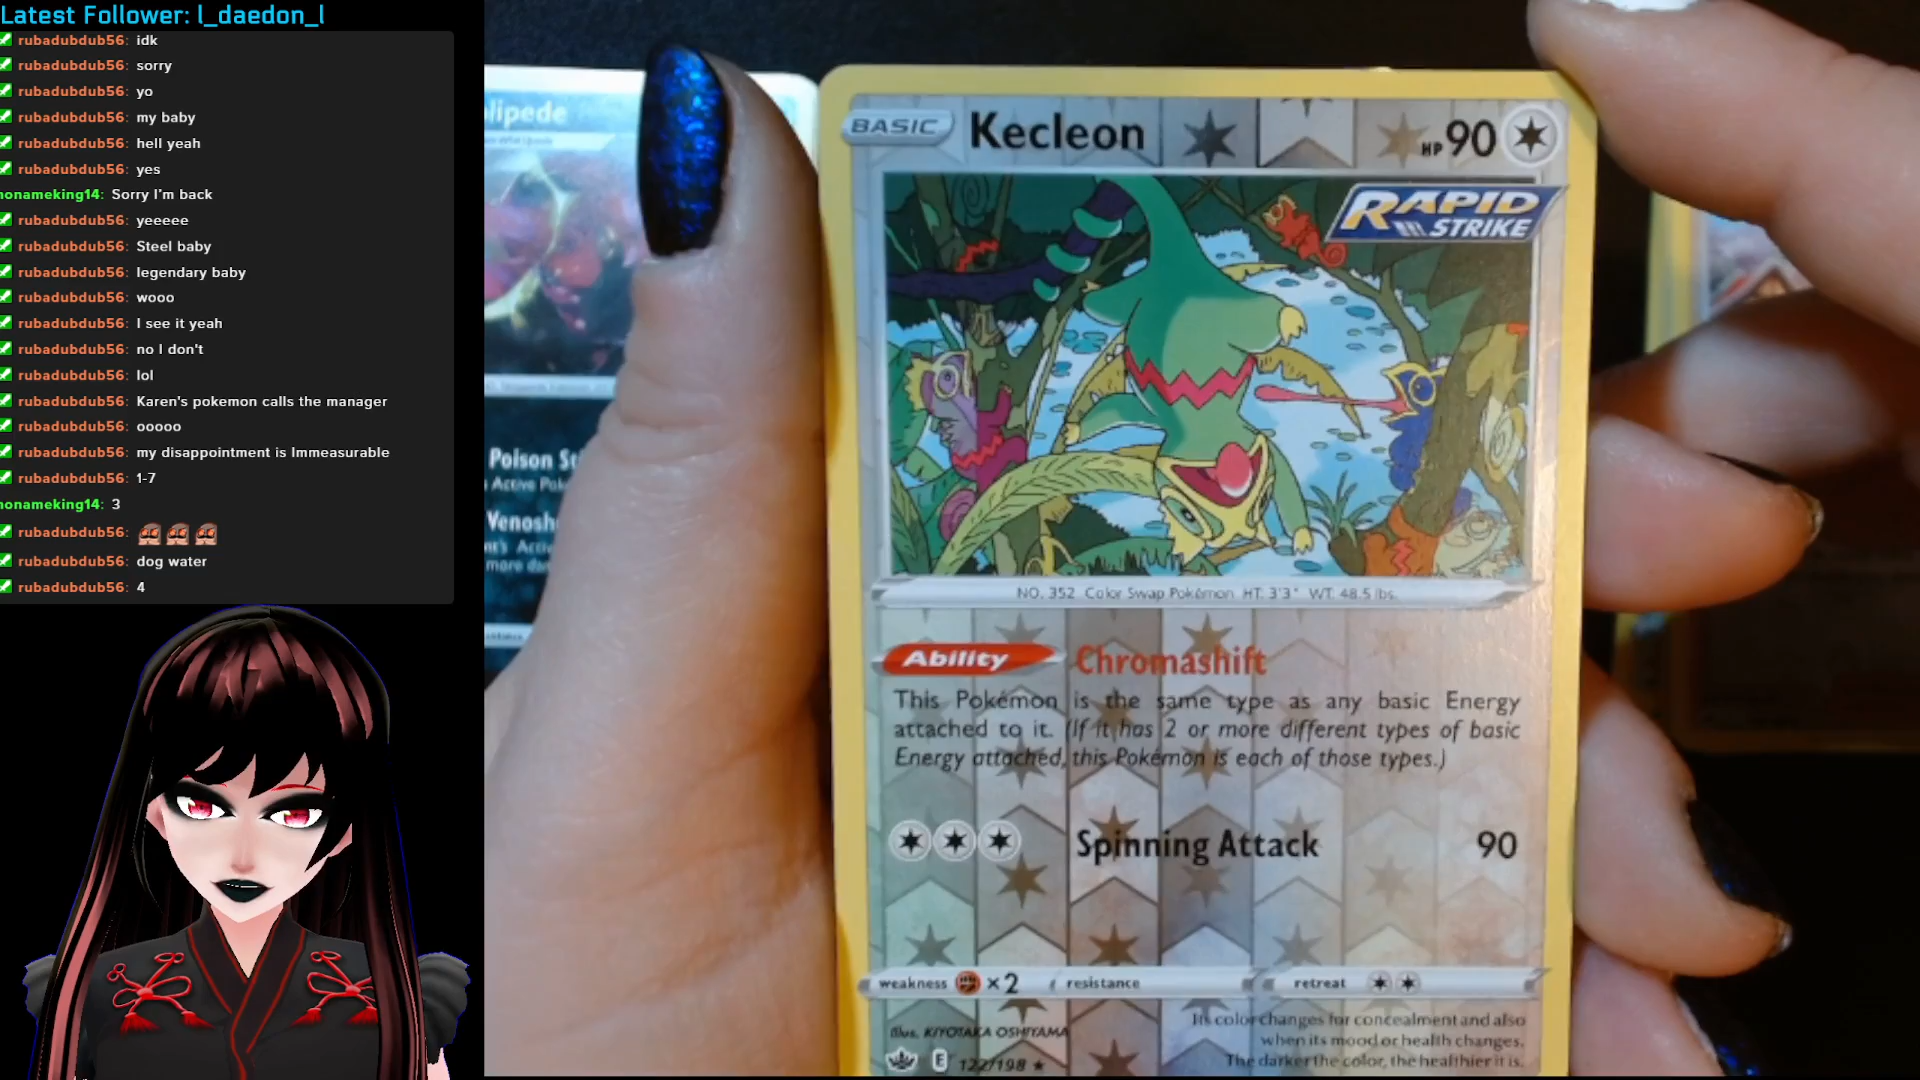 Latest Follower: l_daedon_l
rubadubdub56: idk
rubadubdub56: sorry
rubadubdub56: yo
rubadubdub56: my baby
rubadubdub56: hell yeah
rubadubdub56: yes
nonameking14: Sorry I'm back
rubadubdub56: yeeeee
rubadubdub56: Steel baby
rubadubdub56: legendary baby
rubadubdub56: wooo
rubadubdub56: I see it yeah
rubadubdub56: no I don't
rubadubdub56: lol
rubadubdub56: Karen's pokemon calls the manager
rubadubdub56: ooooo
rubadubdub56: my disappointment is Immeasurable
rubadubdub56: 1-7
nonameking14: 3
rubadubdub56:
rubadubdub56: dog water
rubadubdub56: 4
lipede
Poison
Active
Venosh
more
BASIC Kecleon HP 90
RAPID
STRIKE
NO. 352 Color Swap Pokémon HT: 3'3" WT: 48.5 lbs.
Ability Chromashift
This Pokémon is the same type as any basic Energy
attached to it. (If it has 2 or more different types of basic
Energy attached, this Pokémon is each of those types.)
Spinning Attack 90
weakness ×2 resistance retreat
Illus. KIYOTAKA OSHIYAMA
Its color changes for concealment and also
when its mood or health changes.
The darker the color, the healthier it is.
E 122/198 ★